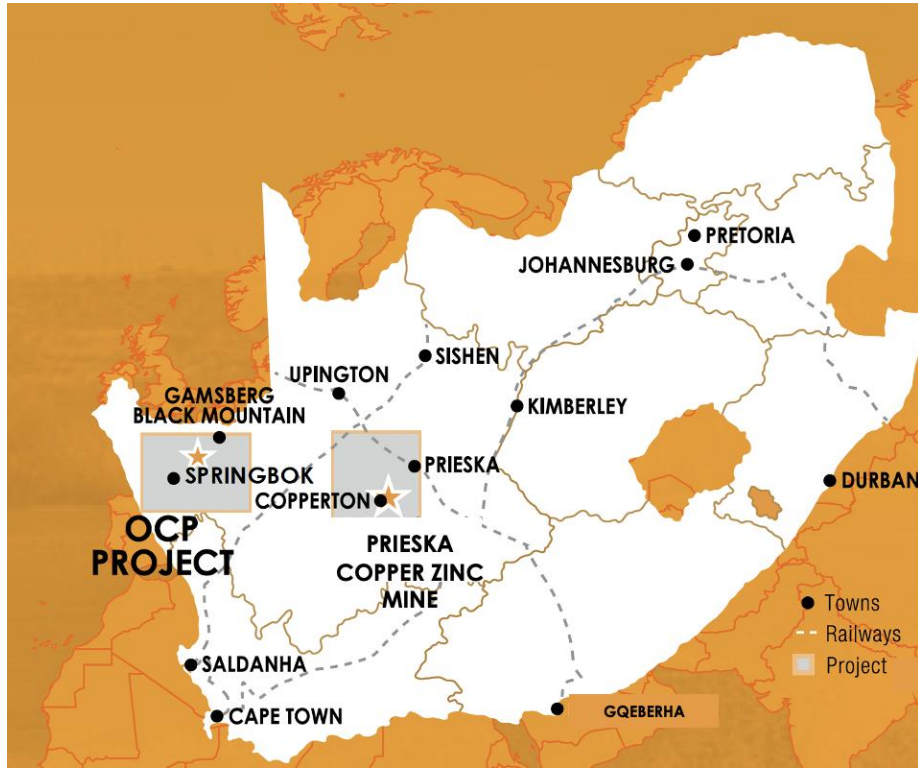 PRETORIA
JOHANNESBURG
SISHEN
UPINGTON
GAMSBERG
BLACK MOUNTAIN
KIMBERLEY
PRIESKA
SPRINGBOK
COPPERTON
DURBAN
OCP
PROJECT
PRIESKA
COPPER ZINC
MINE
Towns
Railways
Project
SALDANHA
CAPE TOWN
GQEBERHA